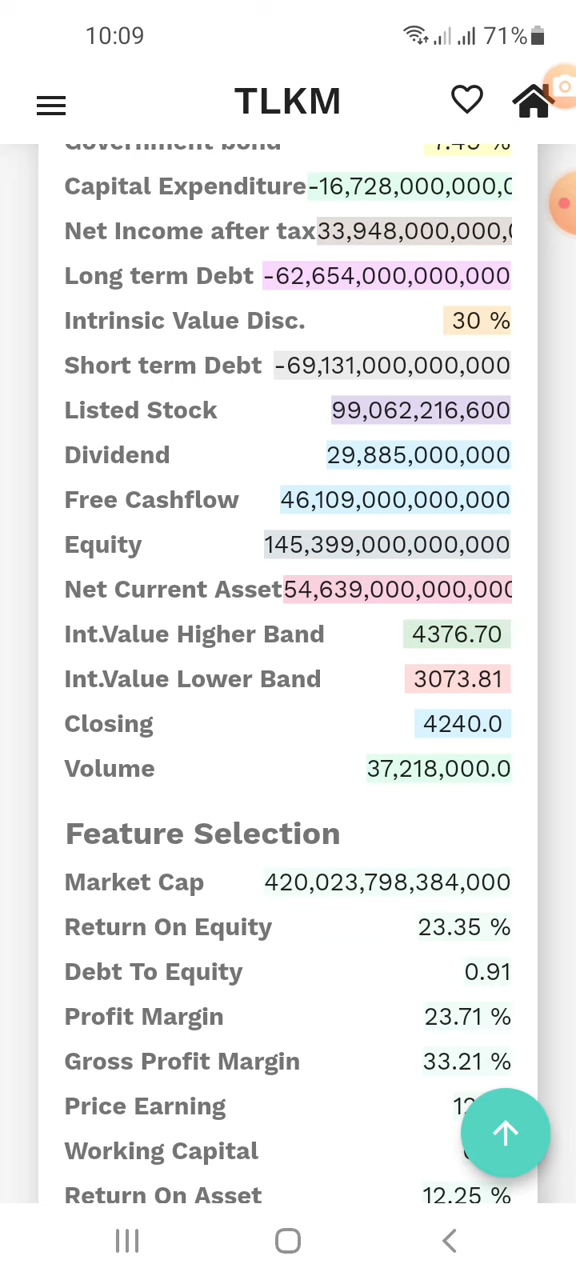 10:09 71%
TLKM
Government bond 7.45 %
Capital Expenditure -16,728,000,000,0
Net Income after tax 33,948,000,000,0
Long term Debt -62,654,000,000,000
Intrinsic Value Disc. 30 %
Short term Debt -69,131,000,000,000
Listed Stock 99,062,216,600
Dividend 29,885,000,000
Free Cashflow 46,109,000,000,000
Equity 145,399,000,000,000
Net Current Asset 54,639,000,000,000
Int.Value Higher Band 4376.70
Int.Value Lower Band 3073.81
Closing 4240.0
Volume 37,218,000.0
Feature Selection
Market Cap 420,023,798,384,000
Return On Equity 23.35 %
Debt To Equity 0.91
Profit Margin 23.71 %
Gross Profit Margin 33.21 %
Price Earning
Working Capital
Return On Asset 12.25 %